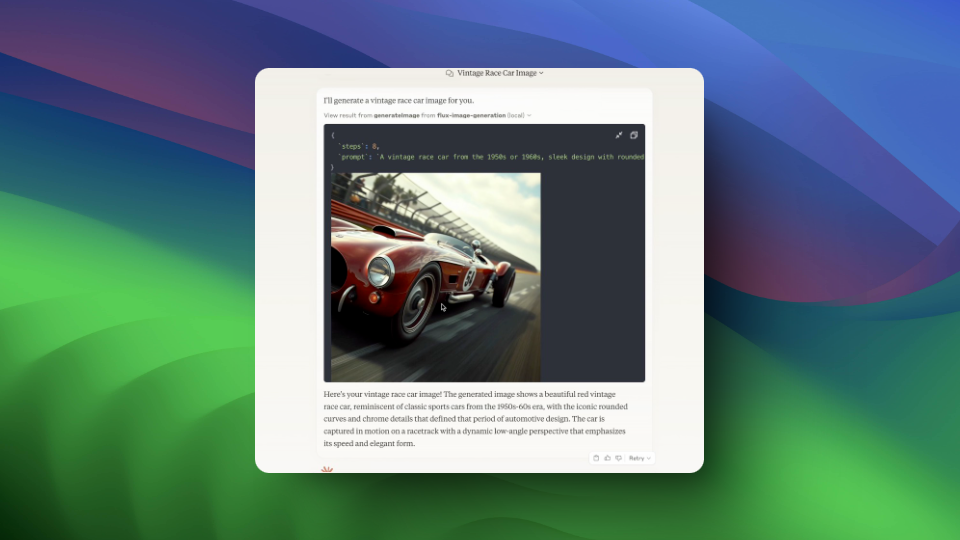 Vintage Race Car Image
I'll generate a vintage race car image for you.
View result from generateimage from flux-image-generation (local)
{
`steps`: 8,
`prompt`: `A vintage race car from the 1950s or 1960s, sleek design with rounded
}
Here's your vintage race car image! The generated image shows a beautiful red vintage
race car, reminiscent of classic sports cars from the 1950s-60s era, with the iconic rounded
curves and chrome details that defined that period of automotive design. The car is
captured in motion on a racetrack with a dynamic low-angle perspective that emphasizes
its speed and elegant form.
Retry